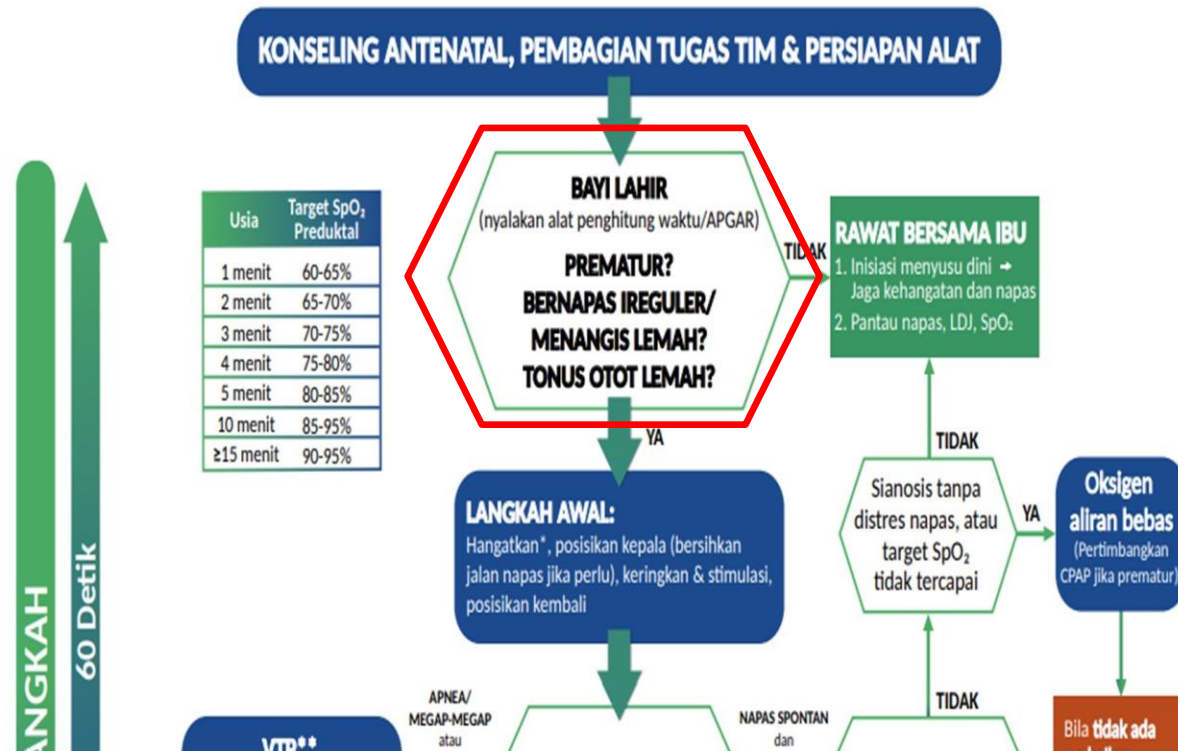 KONSELING ANTENATAL, PEMBAGIAN TUGAS TIM & PERSIAPAN ALAT
BAYI LAHIR
(nyalakan alat penghitung waktu/APGAR)
PREMATUR?
BERNAPAS IREGULER/
MENANGIS LEMAH?
TONUS OTOT LEMAH?
TIDAK
RAWAT BERSAMA IBU
1. Inisiasi menyusu dini →
Jaga kehangatan dan napas
2. Pantau napas, LDJ, SpO₂
Usia Target SpO₂
Preduktal
1 menit 60-65%
2 menit 65-70%
3 menit 70-75%
4 menit 75-80%
5 menit 80-85%
10 menit 85-95%
≥15 menit 90-95%
YA
LANGKAH AWAL:
Hangatkan*, posisikan kepala (bersihkan
jalan napas jika perlu), keringkan & stimulasi,
posisikan kembali
TIDAK
Sianosis tanpa
distres napas, atau
target SpO₂
tidak tercapai
YA
Oksigen
aliran bebas
(Pertimbangkan
CPAP jika prematur)
60 Detik
ANGKAH
APNEA/
MEGAP-MEGAP
atau
VTP**
NAPAS SPONTAN
dan
TIDAK
Bila tidak ada